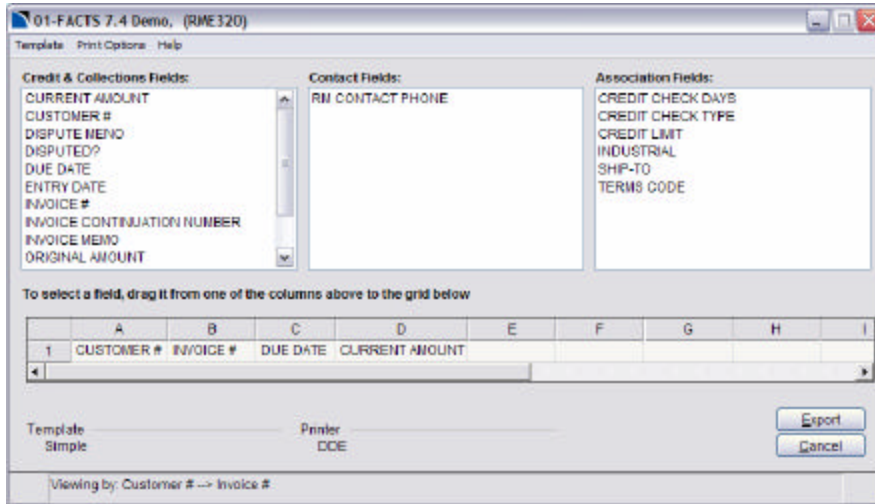 01-FACTS 7.4 Demo, (RME320)
Template Print Options Help
Credit & Collections Fields:
CURRENT AMOUNT
CUSTOMER #
DISPUTE MEMO
DISPUTED?
DUE DATE
ENTRY DATE
INVOICE #
INVOICE CONTINUATION NUMBER
INVOICE MEMO
ORIGINAL AMOUNT
Contact Fields:
RM CONTACT PHONE
Association Fields:
CREDIT CHECK DAYS
CREDIT CHECK TYPE
CREDIT LIMIT
INDUSTRIAL
SHIP-TO
TERMS CODE
To select a field, drag it from one of the columns above to the grid below
A B C D E F G H I
1 CUSTOMER # INVOICE # DUE DATE CURRENT AMOUNT
Template
Simple
Printer
DDE
Export
Cancel
Viewing by: Customer # --> Invoice #